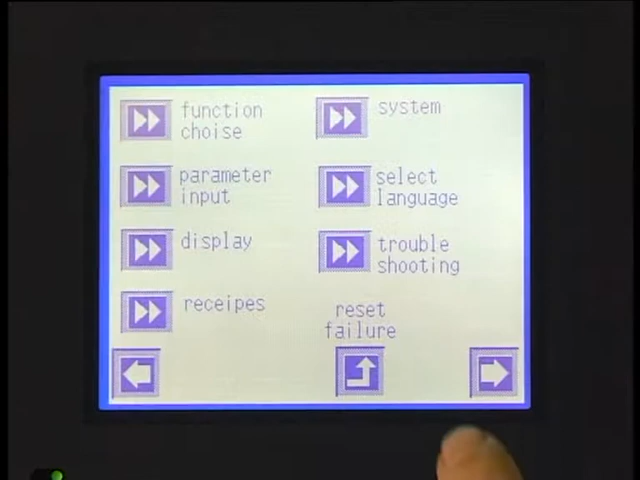 function
choise
system
parameter
input
select
language
display
trouble
shooting
receipes
reset
failure